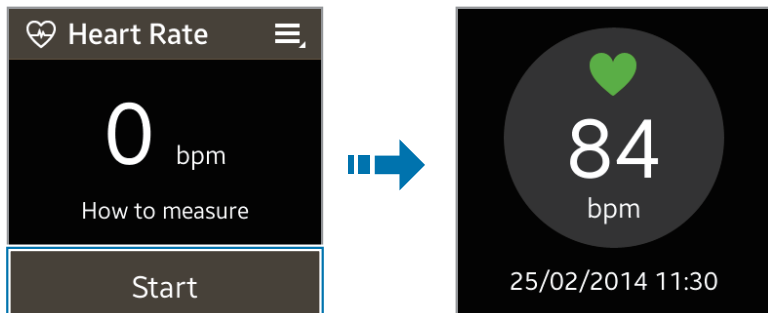 Heart Rate
0 bpm
How to measure
Start
84
bpm
25/02/2014 11:30